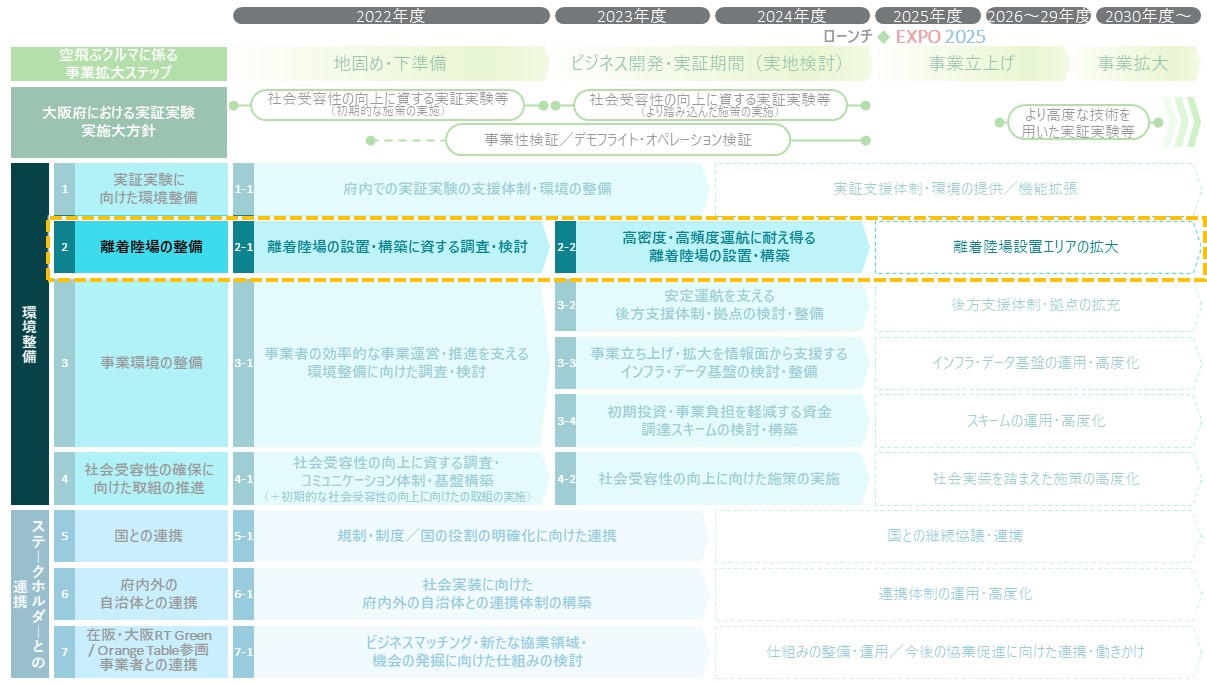 2022年度
2023年度
2024年度
2025年度
2026～29年度
2030年度～
ローンチ◆ EXPO 2025
空飛ぶクルマに係る
事業拡大ステップ
地固め・下準備
ビジネス開発・実証期間（実地検討）
事業立上げ
事業拡大
大阪府における実証実験
実施大方針
社会受容性の向上に資する実証実験等
（初期的な施策の実施）
社会受容性の向上に資する実証実験等
（より踏み込んだ施策の実施）
事業性検証／デモフライト・オペレーション検証
より高度な技術を
用いた実証実験等
環境整備
1
実証実験に
向けた環境整備
1-1
府内での実証実験の支援体制・環境の整備
実証支援体制・環境の提供／機能拡張
2
離着陸場の整備
2-1
離着陸場の設置・構築に資する調査・検討
2-2
高密度・高頻度運航に耐え得る
離着陸場の設置・構築
離着陸場設置エリアの拡大
3
事業環境の整備
3-1
事業者の効率的な事業運営・推進を支える
環境整備に向けた調査・検討
3-2
安定運航を支える
後方支援体制・拠点の検討・整備
後方支援体制・拠点の拡充
3-3
事業立ち上げ・拡大を情報面から支援する
インフラ・データ基盤の検討・整備
インフラ・データ基盤の運用・高度化
3-4
初期投資・事業負担を軽減する資金
調達スキームの検討・構築
スキームの運用・高度化
4
社会受容性の確保に
向けた取組の推進
4-1
社会受容性の向上に資する調査・
コミュニケーション体制・基盤構築
（＋初期的な社会受容性の向上に向けたの取組の実施）
4-2
社会受容性の向上に向けた施策の実施
社会実装を踏まえた施策の高度化
ステークホルダーとの
連携
5
国との連携
5-1
規制・制度／国の役割の明確化に向けた連携
国との継続協議・連携
6
府内外の
自治体との連携
6-1
社会実装に向けた
府内外の自治体との連携体制の構築
連携体制の運用・高度化
7
在阪・大阪RT Green
/ Orange Table参画
事業者との連携
7-1
ビジネスマッチング・新たな協業領域・
機会の発掘に向けた仕組みの検討
仕組みの整備・運用／今後の協業促進に向けた連携・働きかけ